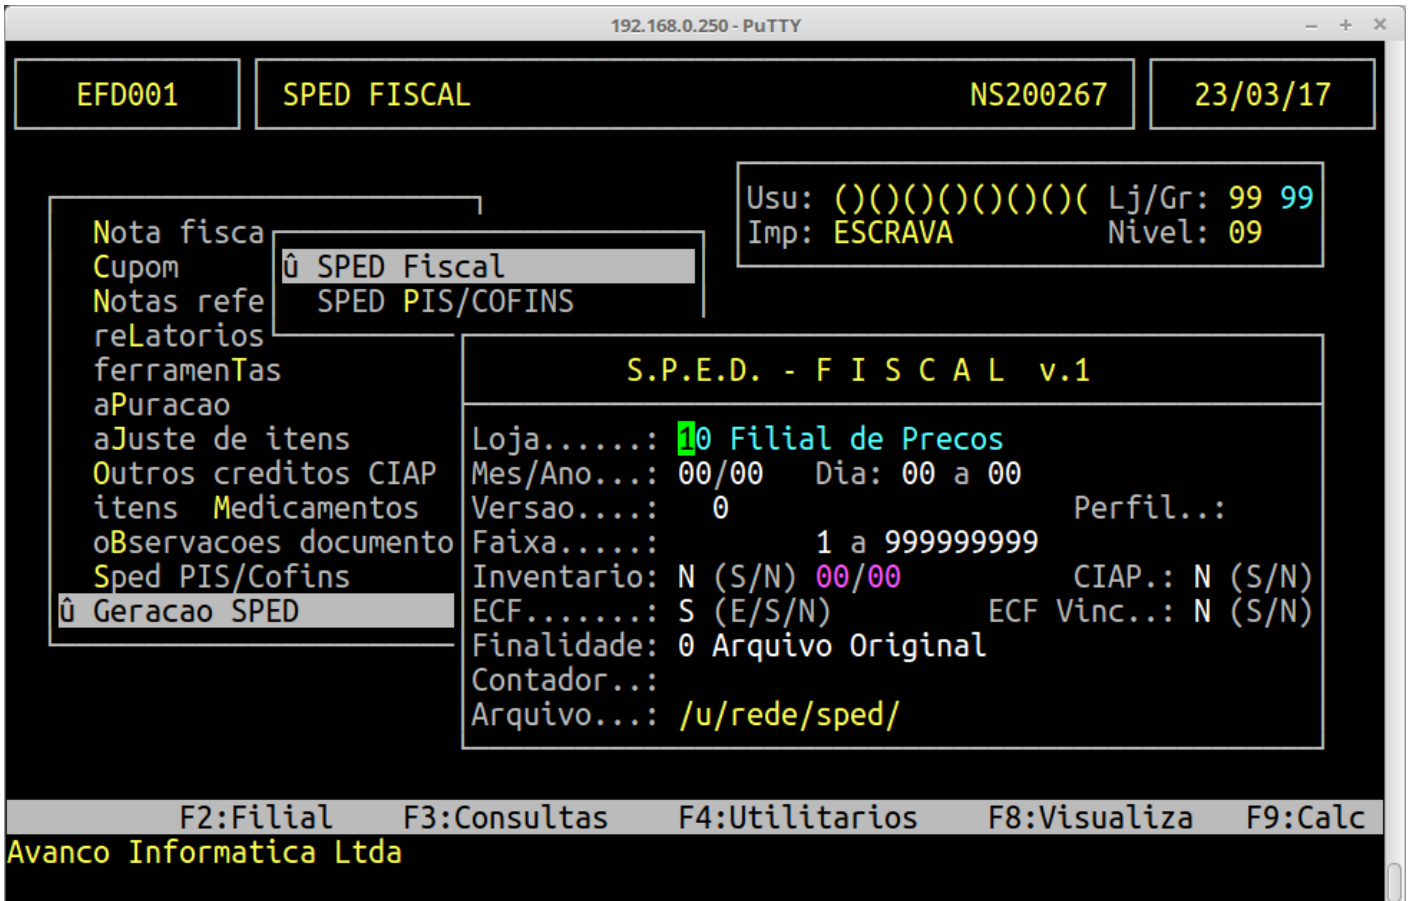 192.168.0.250 - PuTTY
EFD001 SPED FISCAL NS200267 23/03/17
Usu: ()()()()()()()( Lj/Gr: 99 99
Imp: ESCRAVA Nivel: 09
Nota fisca
Cupom
Notas refe
reLatorios
ferramenTas
aPuracao
aJuste de itens
Outros creditos CIAP
itens Medicamentos
oBservacoes documento
Sped PIS/Cofins
û Geracao SPED
û SPED Fiscal
SPED PIS/COFINS
S.P.E.D. - F I S C A L v.1
Loja......: 10 Filial de Precos
Mes/Ano...: 00/00 Dia: 00 a 00
Versao....: 0 Perfil..:
Faixa.....: 1 a 999999999
Inventario: N (S/N) 00/00 CIAP.: N (S/N)
ECF.......: S (E/S/N) ECF Vinc..: N (S/N)
Finalidade: 0 Arquivo Original
Contador..:
Arquivo...: /u/rede/sped/
F2:Filial F3:Consultas F4:Utilitarios F8:Visualiza F9:Calc
Avanco Informatica Ltda